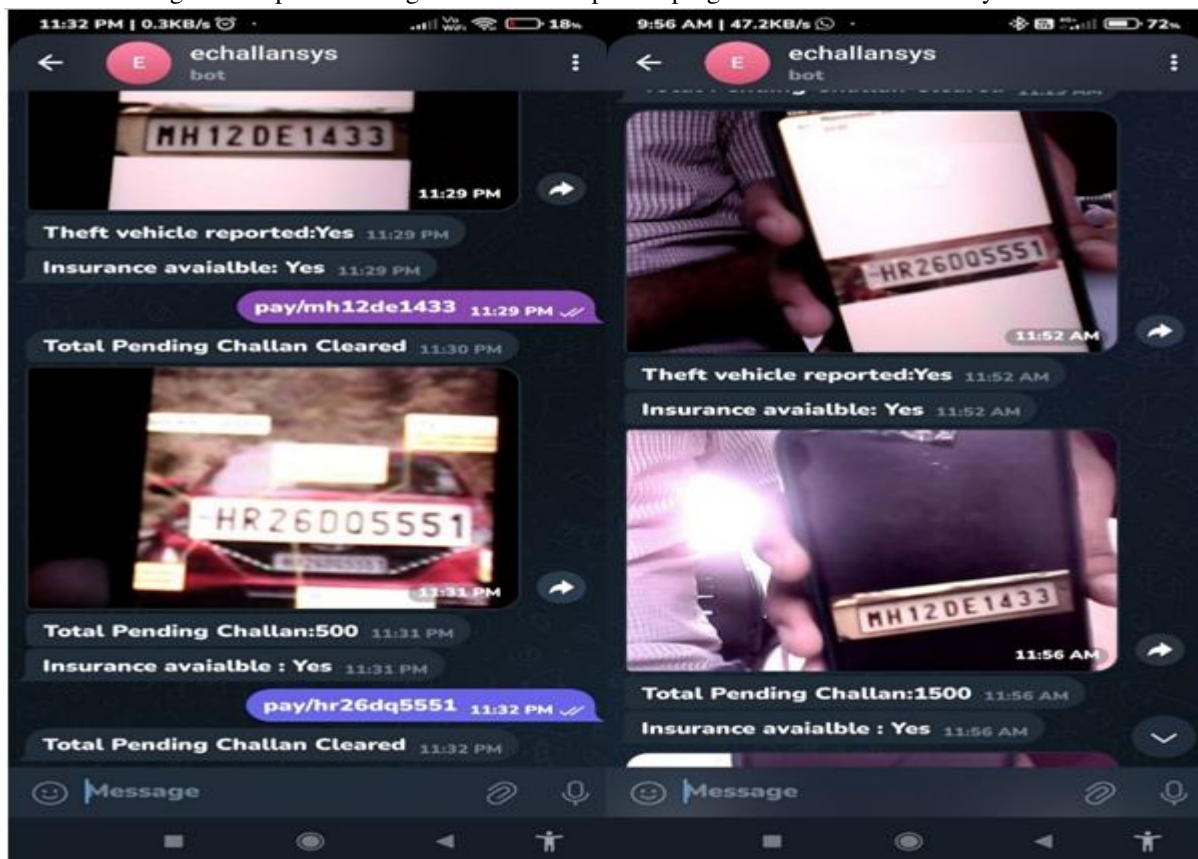 11:32 PM | 0.3KB/s
18%
E
echallansys
bot
MH12DE1433
11:29 PM
Theft vehicle reported:Yes 11:29 PM
Insurance avaialble: Yes 11:29 PM
pay/mh12de1433 11:29 PM
Total Pending Challan Cleared 11:30 PM
HR26DQ5551
11:31 PM
Total Pending Challan:500 11:31 PM
Insurance avaialble : Yes 11:31 PM
pay/hr26dq5551 11:32 PM
Total Pending Challan Cleared 11:32 PM
Message
9:56 AM | 47.2KB/s
72%
E
echallansys
bot
HR26DQ5551
11:52 AM
Theft vehicle reported:Yes 11:52 AM
Insurance avaialble: Yes 11:52 AM
MH12DE1433
11:56 AM
Total Pending Challan:1500 11:56 AM
Insurance avaialble : Yes 11:56 AM
Message